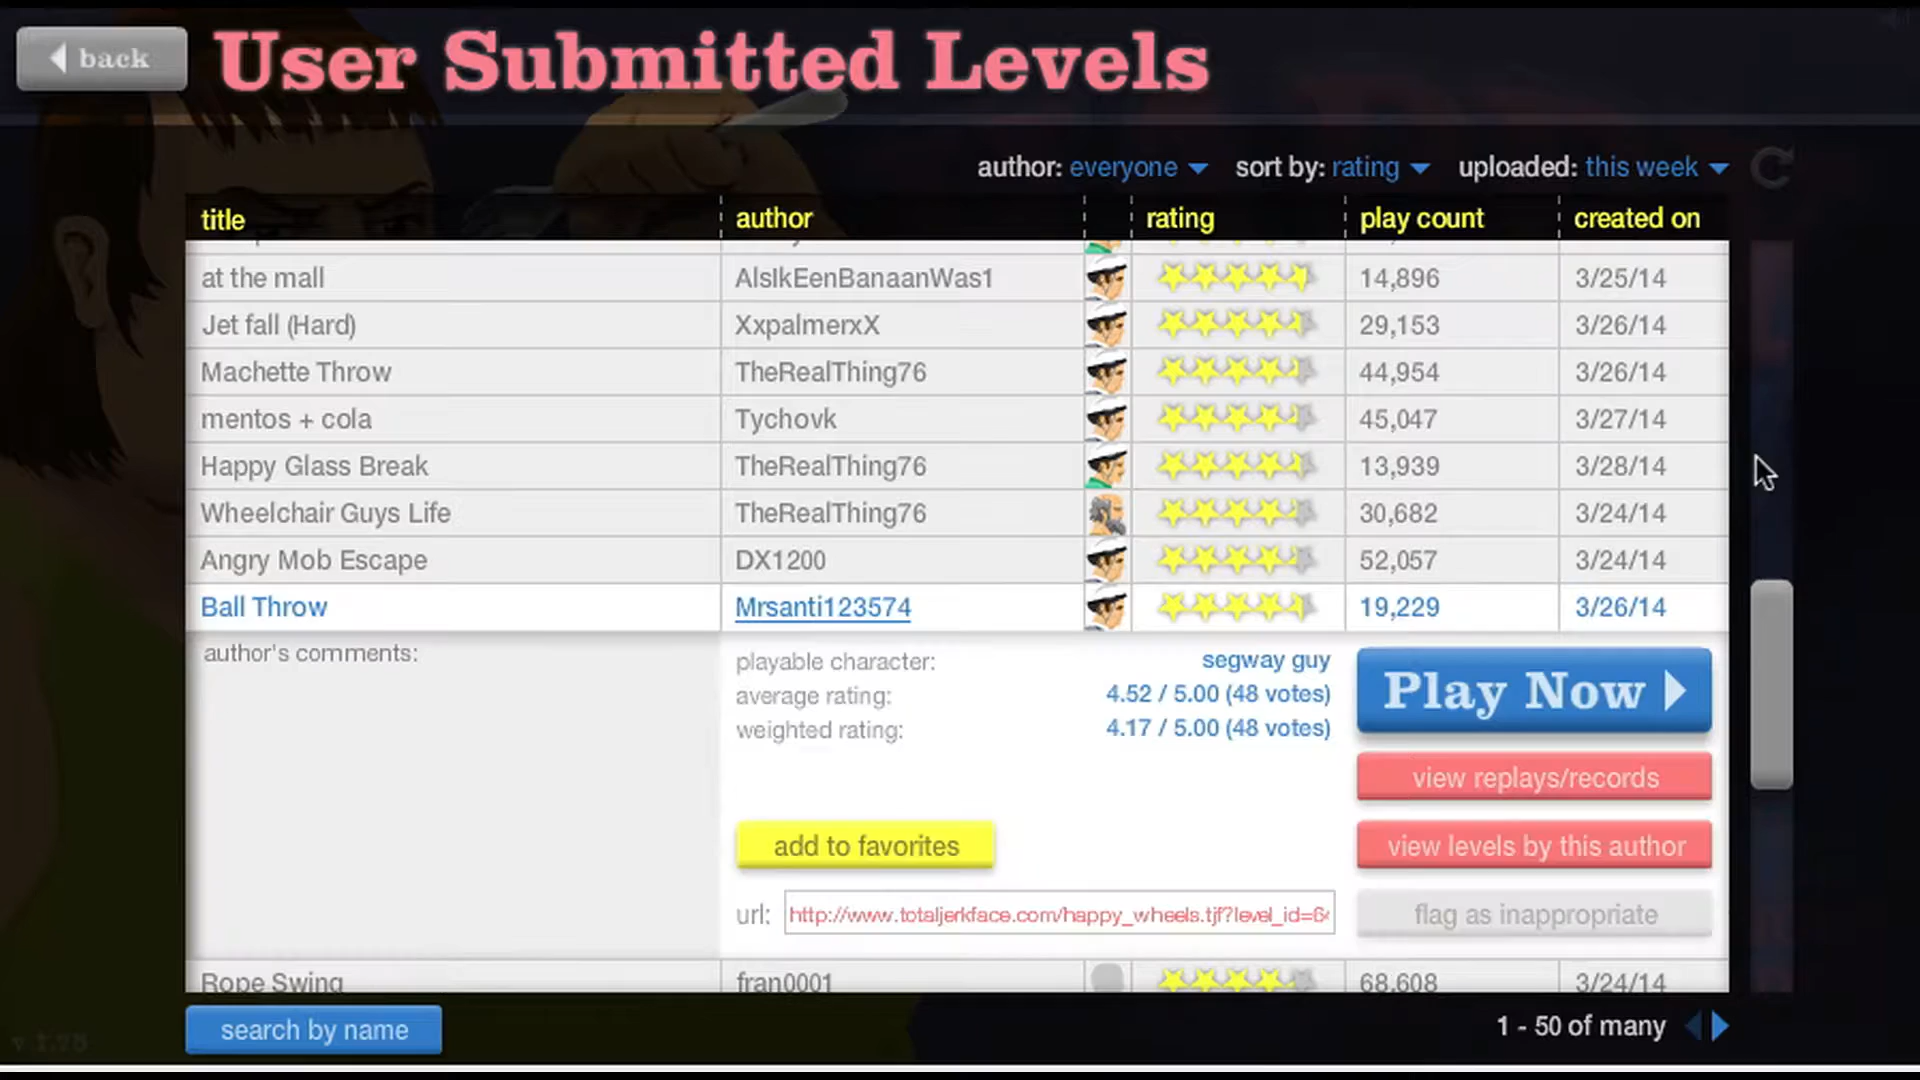 back
User Submitted Levels
author: everyone sort by: rating uploaded: this week
title author rating play count created on
at the mall AlsIkEenBanaanWas1 14,896 3/25/14
Jet fall (Hard) XxpalmerxX 29,153 3/26/14
Machette Throw TheRealThing76 44,954 3/26/14
mentos + cola Tychovk 45,047 3/27/14
Happy Glass Break TheRealThing76 13,939 3/28/14
Wheelchair Guys Life TheRealThing76 30,682 3/24/14
Angry Mob Escape DX1200 52,057 3/24/14
Ball Throw Mrsanti123574 19,229 3/26/14
author's comments:
playable character: segway guy
average rating: 4.52 / 5.00 (48 votes)
weighted rating: 4.17 / 5.00 (48 votes)
Play Now
view replays/records
add to favorites
view levels by this author
url: http://www.totaljerkface.com/happy_wheels.tjf?level_id=6
flag as inappropriate
Rope Swing fran0001 68,608 3/24/14
search by name
1 - 50 of many